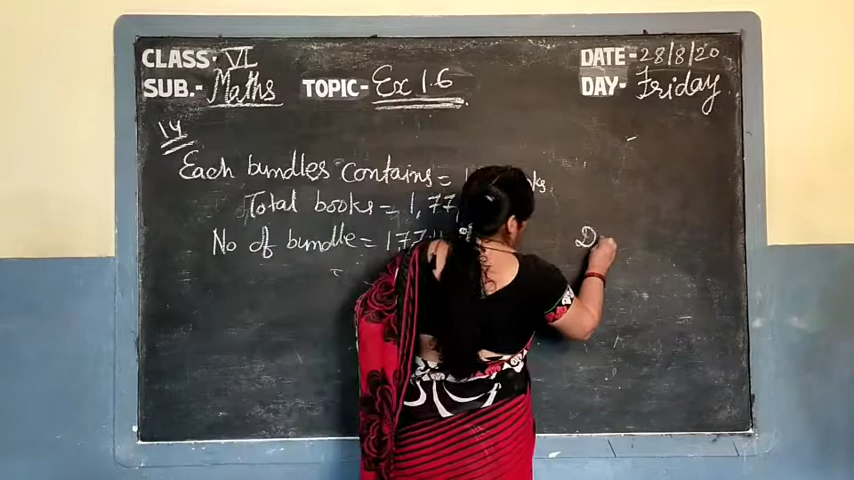 CLASS- VI
SUB.- Maths
TOPIC- Ex 1.6
DATE- 28/8/20
DAY- Friday
14
Each bundles contains =
Total books = 1,77,
No of bundle =
D